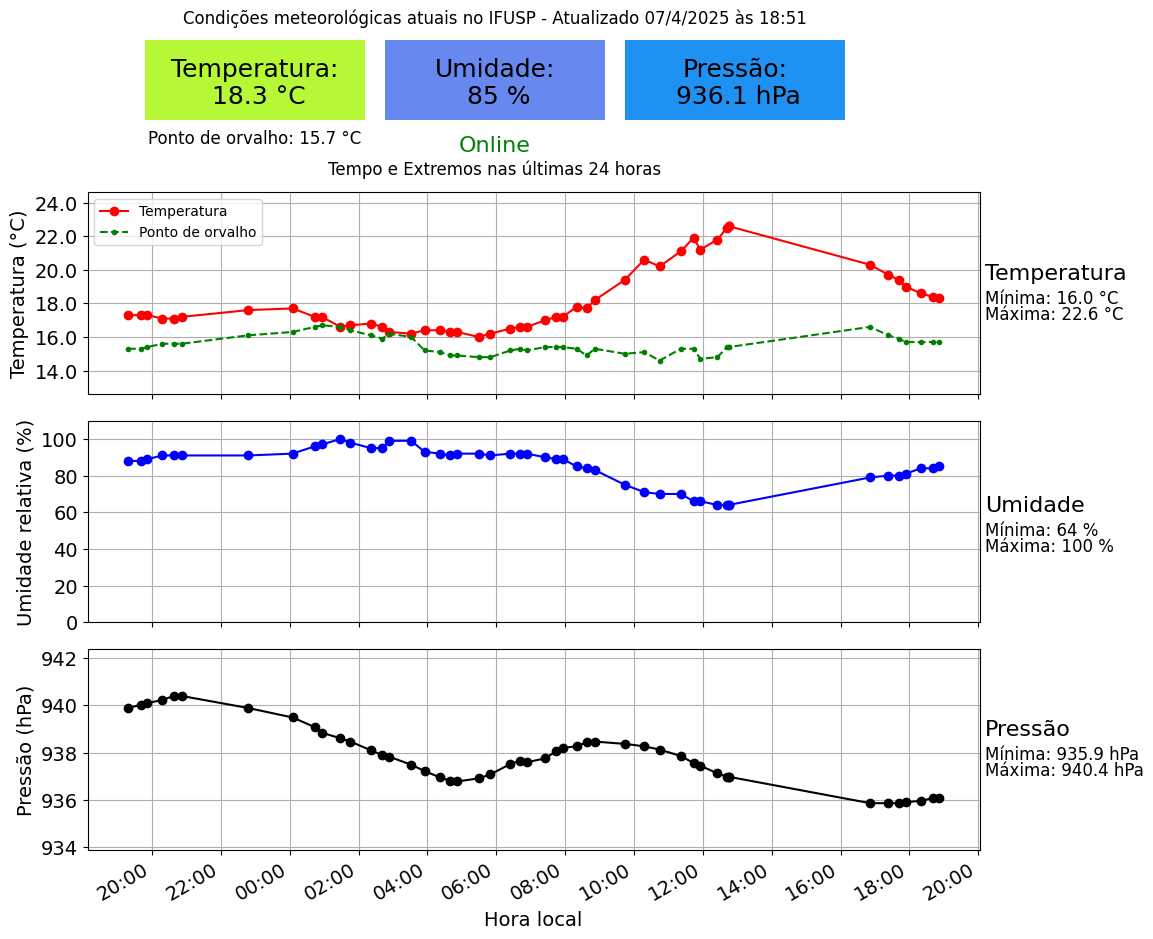 Condições meteorológicas atuais no IFUSP - Atualizado 07/4/2025 às 18:51
Temperatura:
18.3 °C
Umidade:
85 %
Pressão:
936.1 hPa
Ponto de orvalho: 15.7 °C
Online
Tempo e Extremos nas últimas 24 horas
Temperatura (°C)
24.0
22.0
20.0
18.0
16.0
14.0
Temperatura
Ponto de orvalho
Temperatura
Mínima: 16.0 °C
Máxima: 22.6 °C
Umidade relativa (%)
100
80
60
40
20
0
Umidade
Mínima: 64 %
Máxima: 100 %
Pressão (hPa)
942
940
938
936
934
Pressão
Mínima: 935.9 hPa
Máxima: 940.4 hPa
20:00 22:00 00:00 02:00 04:00 06:00 08:00 10:00 12:00 14:00 16:00 18:00 20:00
Hora local